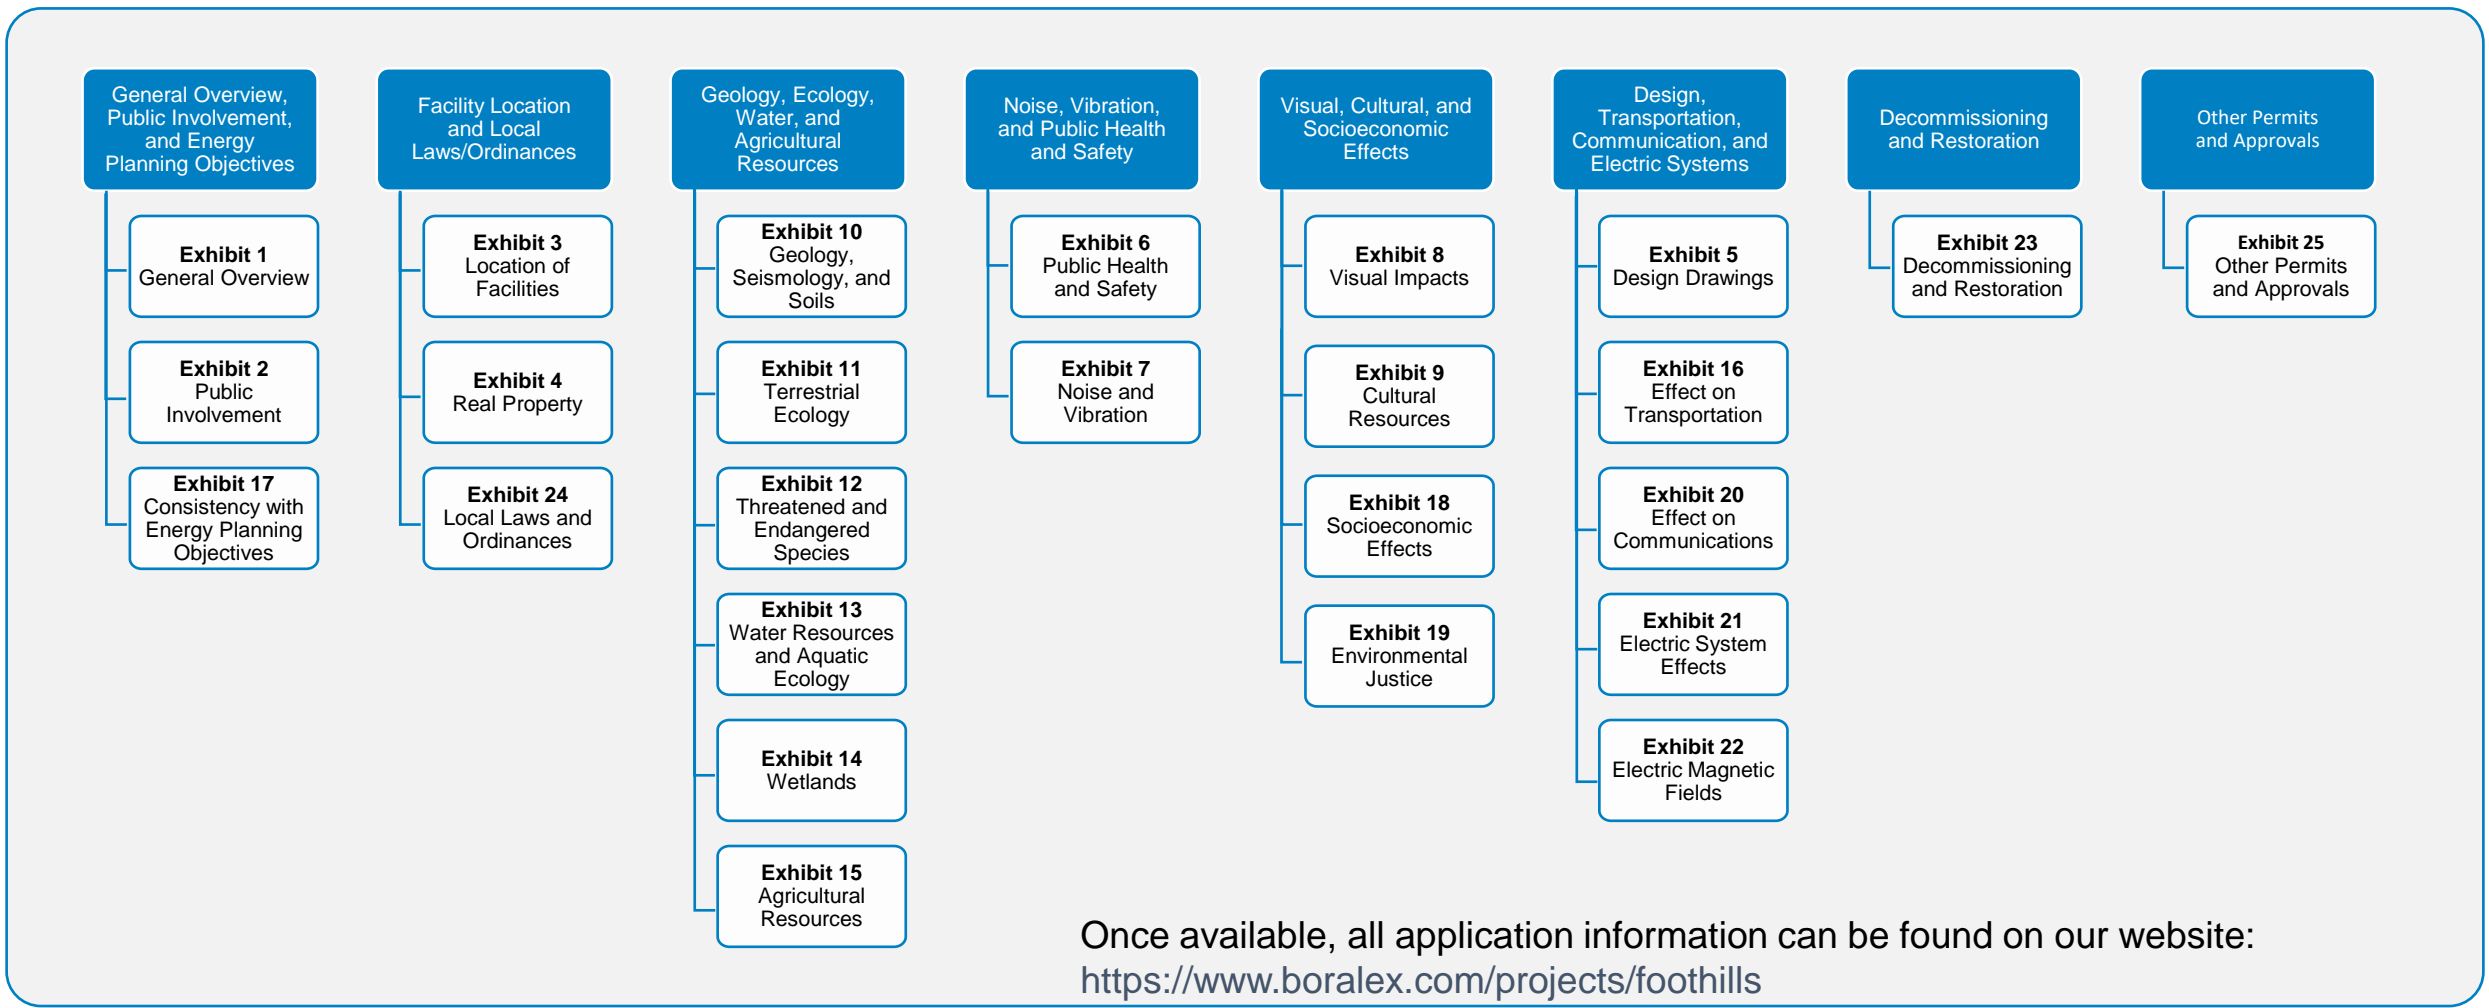 General Overview,
Public Involvement,
and Energy
Planning Objectives
Exhibit 1
General Overview
Exhibit 2
Public
Involvement
Exhibit 17
Consistency with
Energy Planning
Objectives
Facility Location
and Local
Laws/Ordinances
Exhibit 3
Location of
Facilities
Exhibit 4
Real Property
Exhibit 24
Local Laws and
Ordinances
Geology, Ecology,
Water, and
Agricultural
Resources
Exhibit 10
Geology,
Seismology, and
Soils
Exhibit 11
Terrestrial
Ecology
Exhibit 12
Threatened and
Endangered
Species
Exhibit 13
Water Resources
and Aquatic
Ecology
Exhibit 14
Wetlands
Exhibit 15
Agricultural
Resources
Noise, Vibration,
and Public Health
and Safety
Exhibit 6
Public Health
and Safety
Exhibit 7
Noise and
Vibration
Visual, Cultural, and
Socioeconomic
Effects
Exhibit 8
Visual Impacts
Exhibit 9
Cultural
Resources
Exhibit 18
Socioeconomic
Effects
Exhibit 19
Environmental
Justice
Design,
Transportation,
Communication, and
Electric Systems
Exhibit 5
Design Drawings
Exhibit 16
Effect on
Transportation
Exhibit 20
Effect on
Communications
Exhibit 21
Electric System
Effects
Exhibit 22
Electric Magnetic
Fields
Decommissioning
and Restoration
Exhibit 23
Decommissioning
and Restoration
Other Permits
and Approvals
Exhibit 25
Other Permits
and Approvals
Once available, all application information can be found on our website:
https://www.boralex.com/projects/foothills